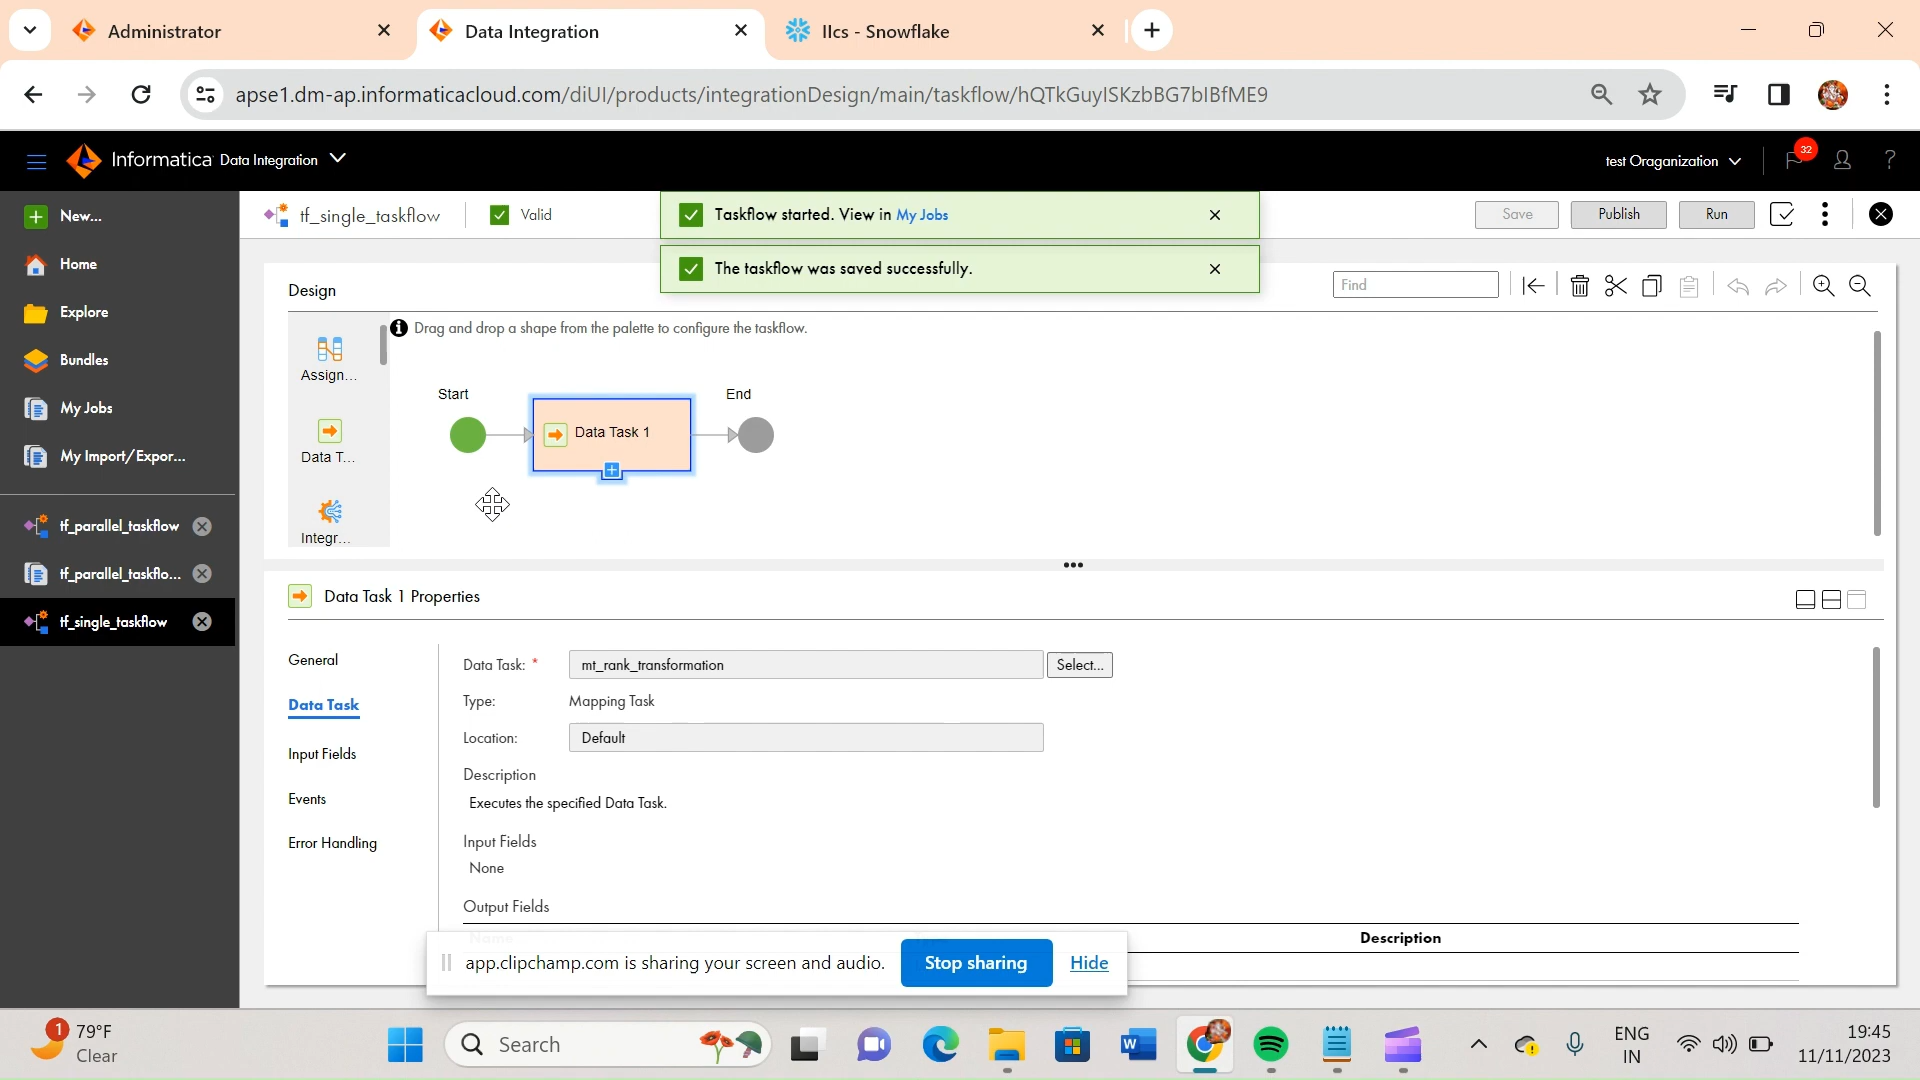 Administrator
Data Integration
IIcs - Snowflake
apse1.dm-ap.informaticacloud.com/diUI/products/integrationDesign/main/taskflow/hQTkGuyISKzbBG7bIBfME9
Informatica Data Integration
test Oraganization
32
New...
Home
Explore
Bundles
My Jobs
My Import/Expor...
tf_parallel_taskflow
tf_parallel_taskflo...
tf_single_taskflow
tf_single_taskflow
Valid
Taskflow started. View in My Jobs
The taskflow was saved successfully.
Save
Publish
Run
Design
Find
Drag and drop a shape from the palette to configure the taskflow.
Assign...
Data T...
Integr...
Start
Data Task 1
End
Data Task 1 Properties
General
Data Task
Input Fields
Events
Error Handling
Data Task: *
mt_rank_transformation
Select...
Type:
Mapping Task
Location:
Default
Description
Executes the specified Data Task.
Input Fields
None
Output Fields
Name
Description
app.clipchamp.com is sharing your screen and audio.
Stop sharing
Hide
1
79°F
Clear
Search
ENG
IN
19:45
11/11/2023